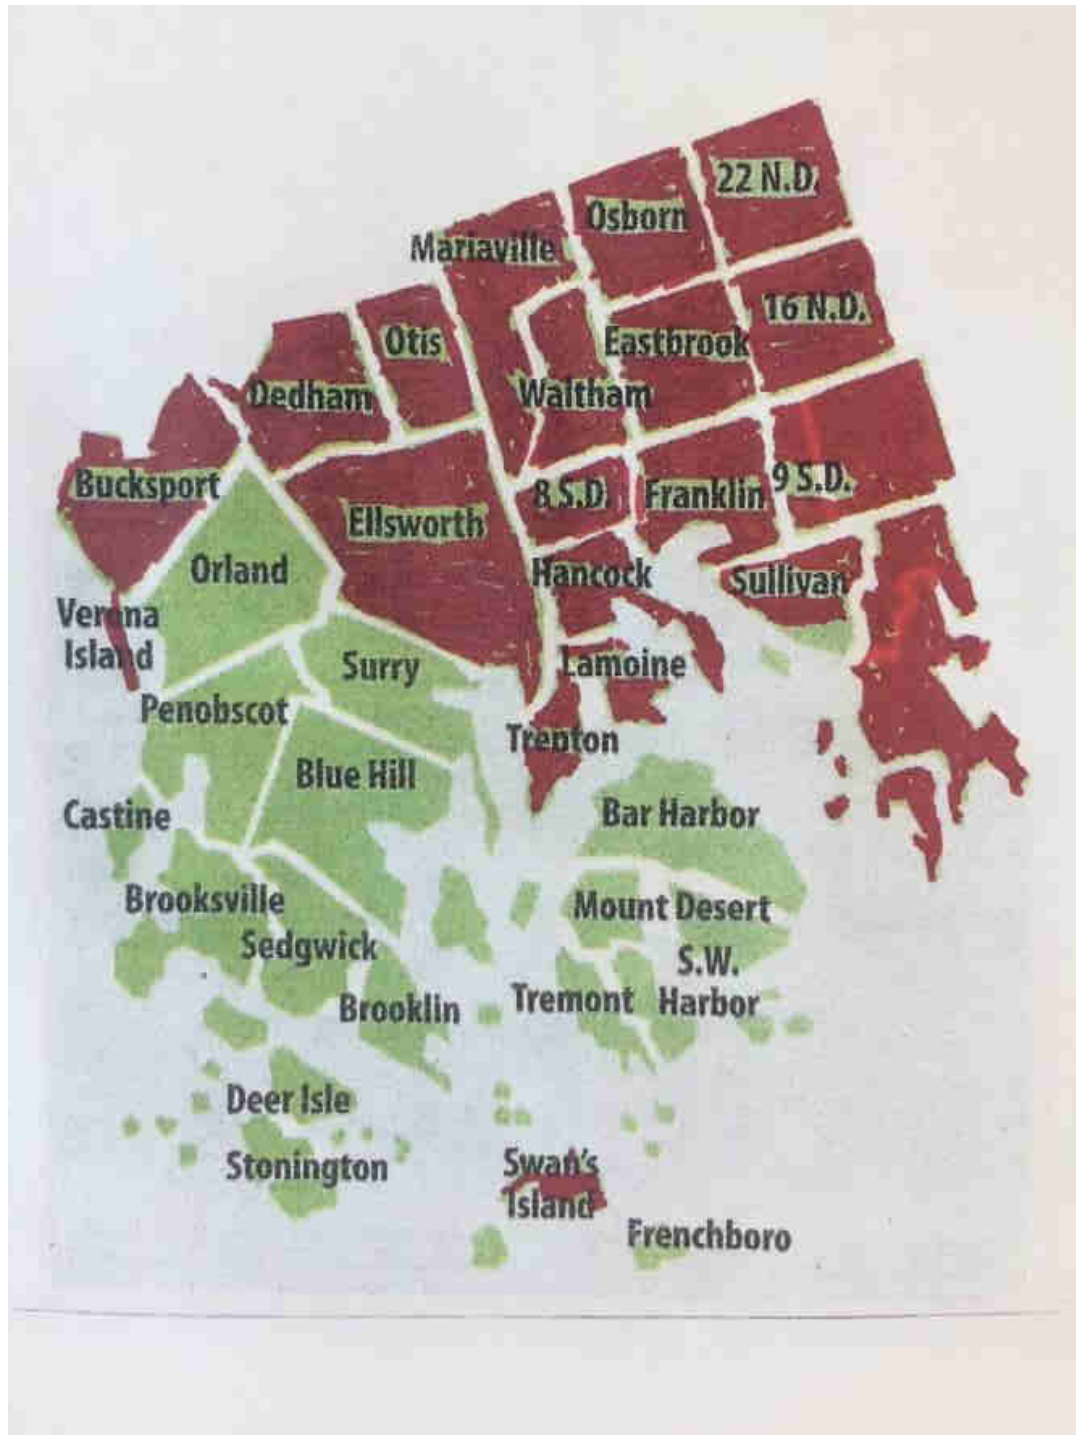 22 N.D.
Osborn
Mariaville
16 N.D.
Otis
Eastbrook
Dedham
Waltham
Bucksport
8 S.D.
Franklin
9 S.D.
Ellsworth
Orland
Hancock
Sullivan
Verona
Island
Surry
Lamoine
Penobscot
Trenton
Blue Hill
Castine
Bar Harbor
Brooksville
Mount Desert
Sedgwick
S.W.
Harbor
Tremont
Brooklin
Deer Isle
Stonington
Swan's
Island
Frenchboro